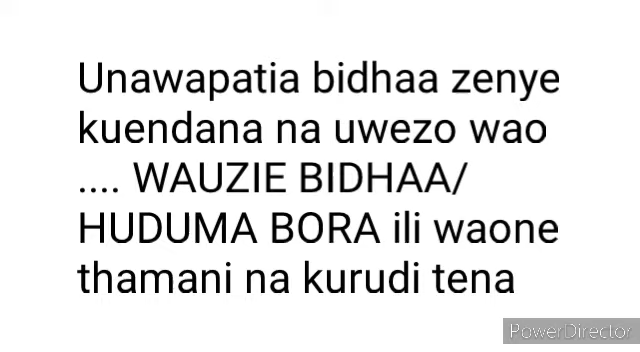 Unawapatia bidhaa zenye
kuendana na uwezo wao
.... WAUZIE BIDHAA/
HUDUMA BORA ili waone
thamani na kurudi tena
PowerDirector